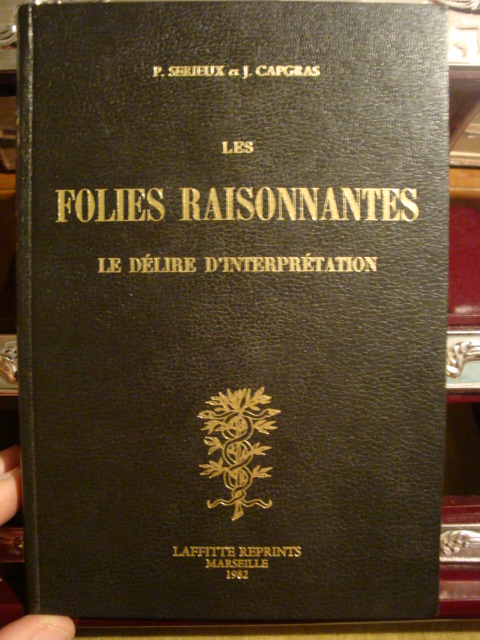 P. SERIEUX et J. CAPGRAS
LES
FOLIES RAISONNANTES
LE DÉLIRE D'INTERPRÉTATION
LAFFITTE REPRINTS
MARSEILLE
1982